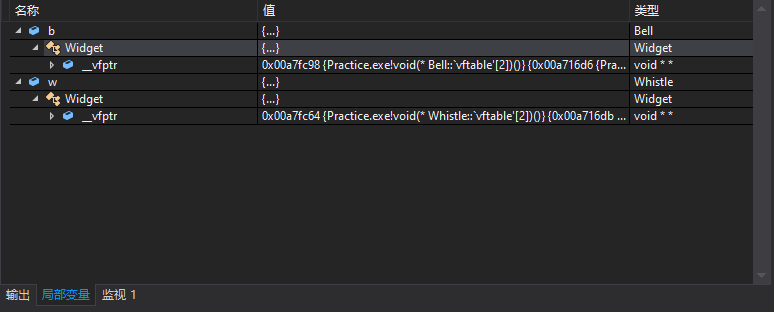 名称 值 类型
b {...} Bell
Widget {...} Widget
__vfptr 0x00a7fc98 {Practice.exe!void(* Bell::`vftable'[2])()} {0x00a716d6 {Pra... void * *
w {...} Whistle
Widget {...} Widget
__vfptr 0x00a7fc64 {Practice.exe!void(* Whistle::`vftable'[2])()} {0x00a716db ... void * *
输出 局部变量 监视 1